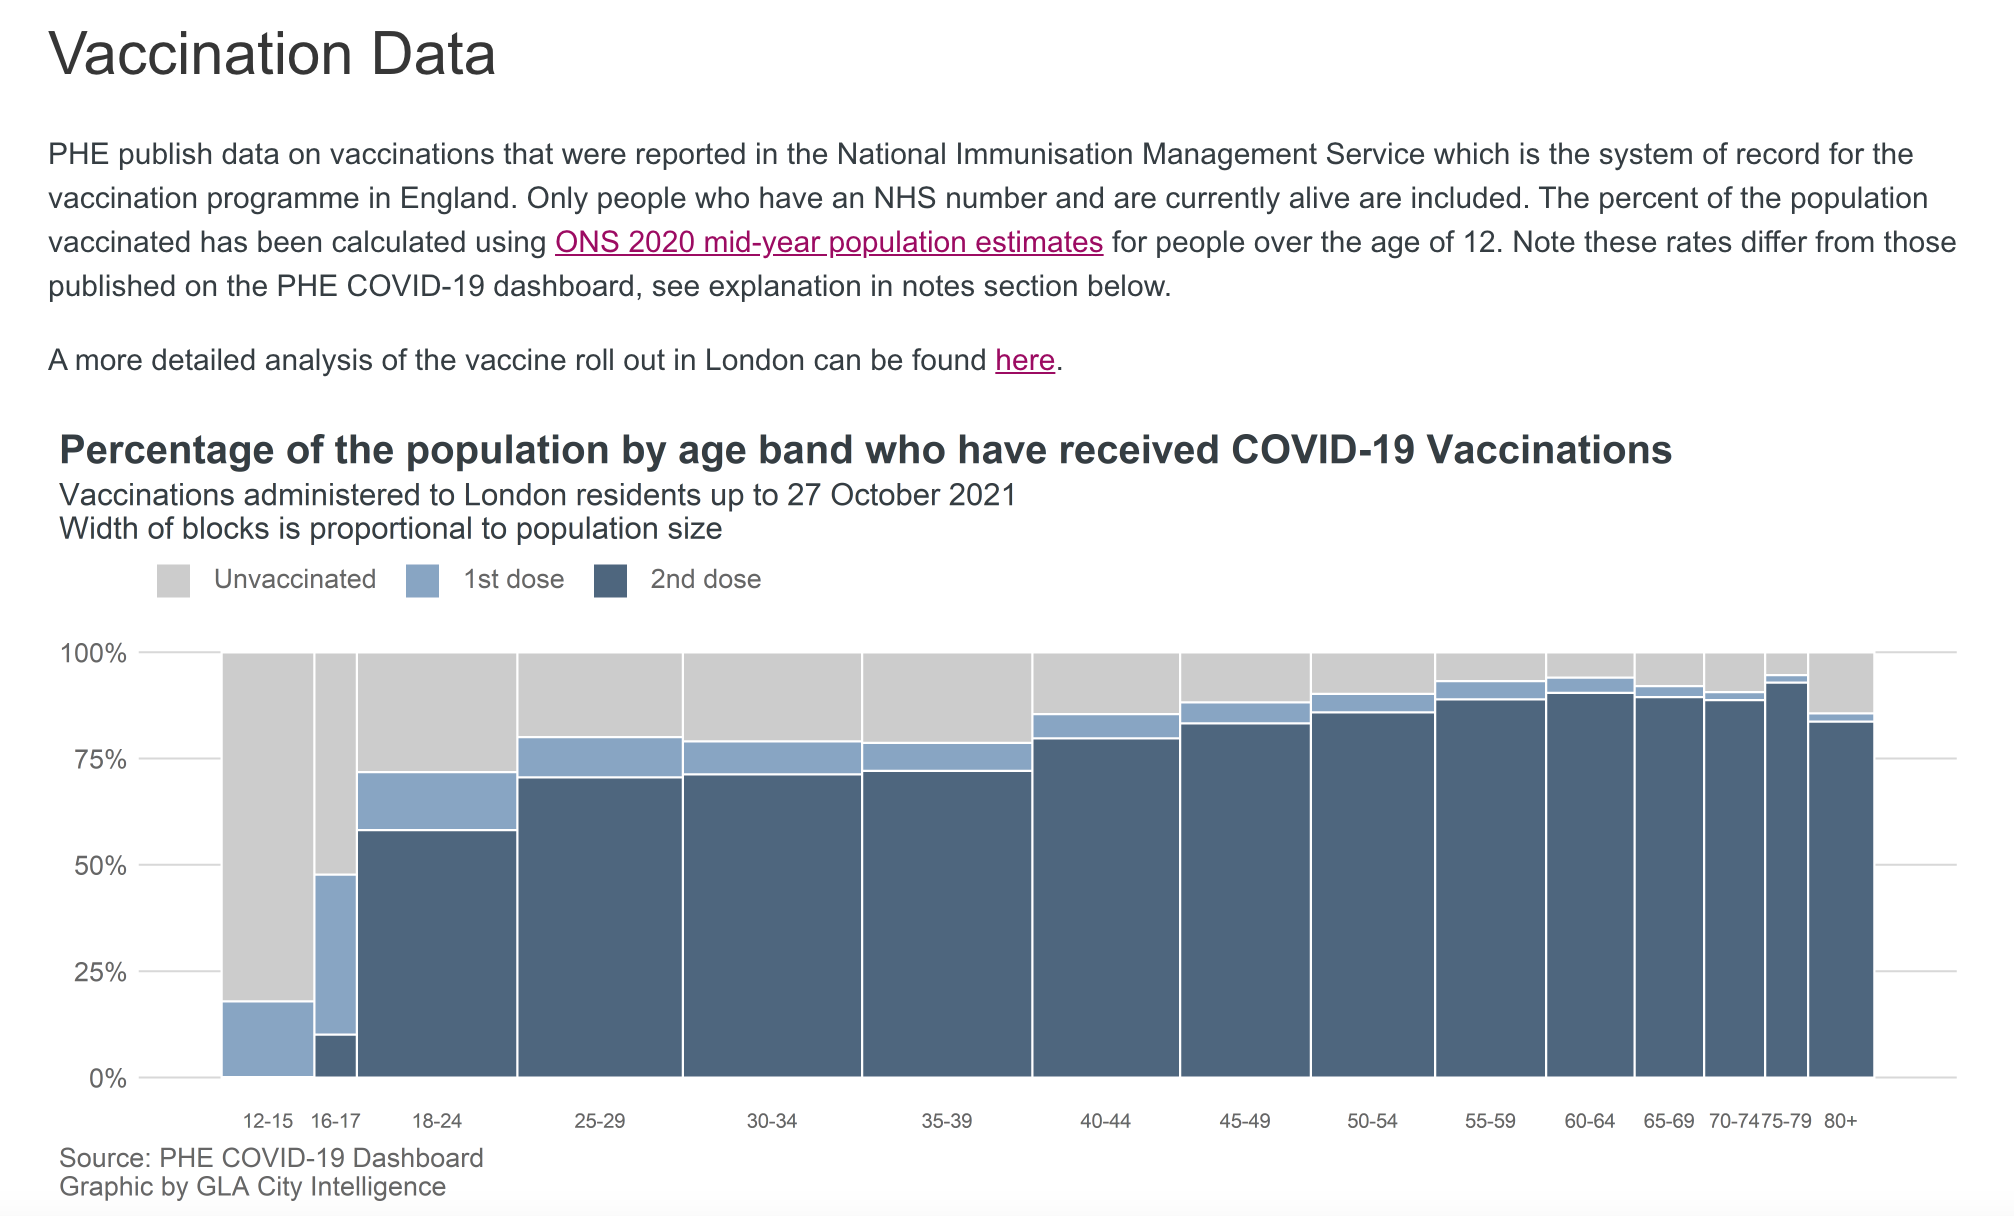 Vaccination Data
PHE publish data on vaccinations that were reported in the National Immunisation Management Service which is the system of record for the
vaccination programme in England. Only people who have an NHS number and are currently alive are included. The percent of the population
vaccinated has been calculated using ONS 2020 mid-year population estimates for people over the age of 12. Note these rates differ from those
published on the PHE COVID-19 dashboard, see explanation in notes section below.
A more detailed analysis of the vaccine roll out in London can be found here.
Percentage of the population by age band who have received COVID-19 Vaccinations
Vaccinations administered to London residents up to 27 October 2021
Width of blocks is proportional to population size
Unvaccinated 1st dose 2nd dose
100%
75%
50%
25%
0%
12-15 16-17 18-24 25-29 30-34 35-39 40-44 45-49 50-54 55-59 60-64 65-69 70-74 75-79 80+
Source: PHE COVID-19 Dashboard
Graphic by GLA City Intelligence